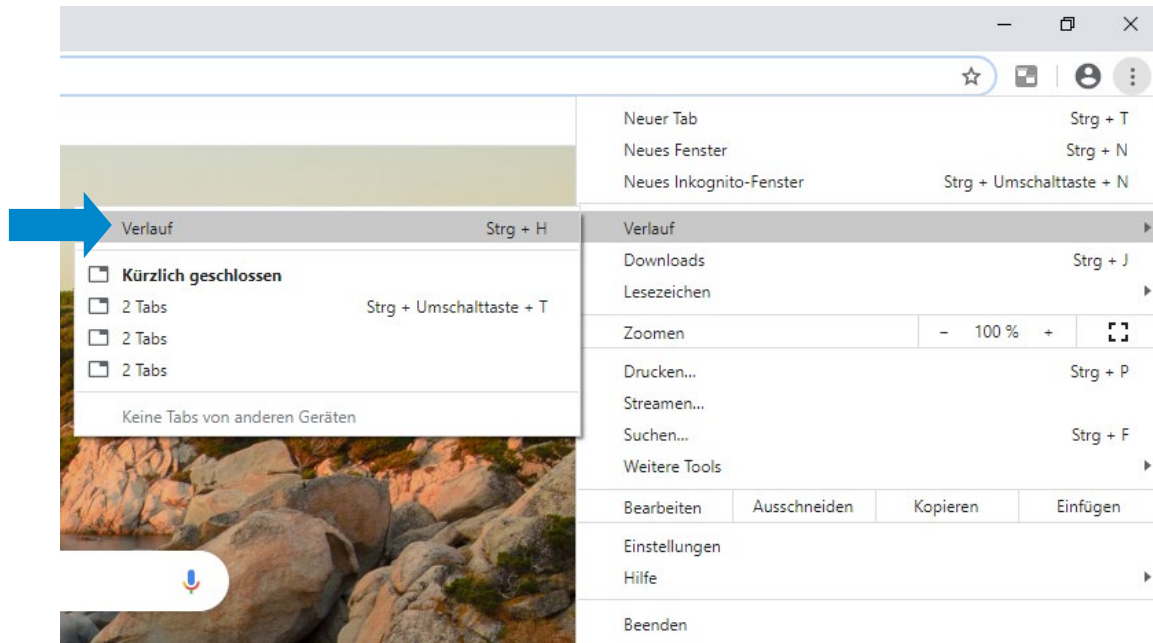 Neuer Tab Strg + T
Neues Fenster Strg + N
Neues Inkognito-Fenster Strg + Umschalttaste + N
Verlauf
Downloads Strg + J
Lesezeichen
Zoomen - 100 % +
Drucken... Strg + P
Streamen...
Suchen... Strg + F
Weitere Tools
Bearbeiten Ausschneiden Kopieren Einfügen
Einstellungen
Hilfe
Beenden
Verlauf Strg + H
Kürzlich geschlossen
2 Tabs Strg + Umschalttaste + T
2 Tabs
2 Tabs
Keine Tabs von anderen Geräten